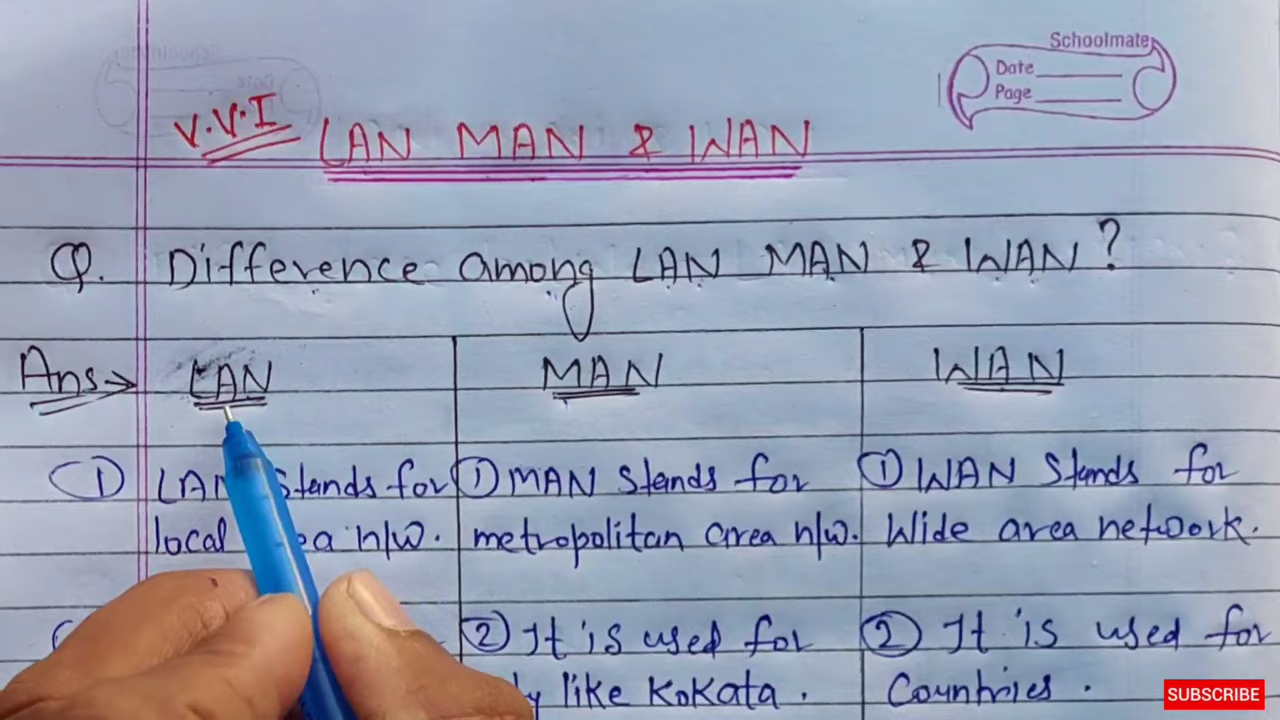 Schoolmate
Date
Page
V.V.I LAN MAN & WAN
Q. Difference among LAN MAN & WAN ?
Ans → LAN MAN WAN
① LAN stands for ① MAN stands for ① WAN stands for
local n/w. metropolitan area n/w. Wide area network.
② It is used for ② It is used for
like KoKata. Countries.
SUBSCRIBE